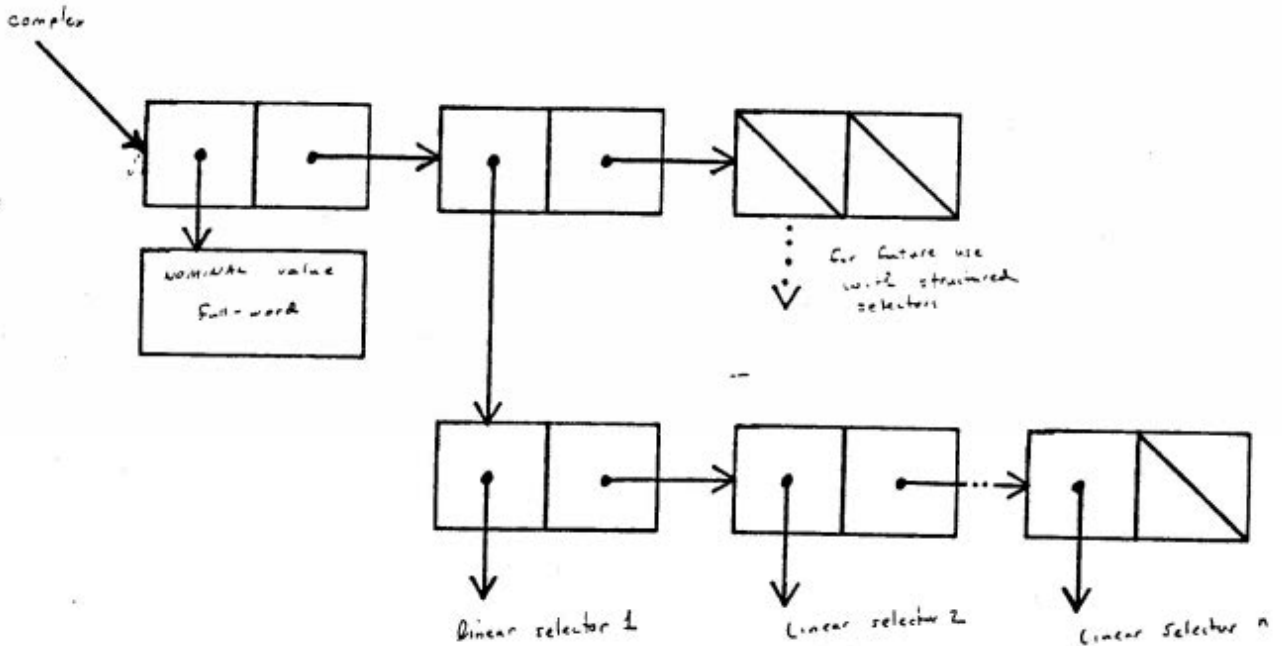 complex
NOMINAL value
full-word
for future use
with structured
selectors
linear selector 1
linear selector 2
linear selector n